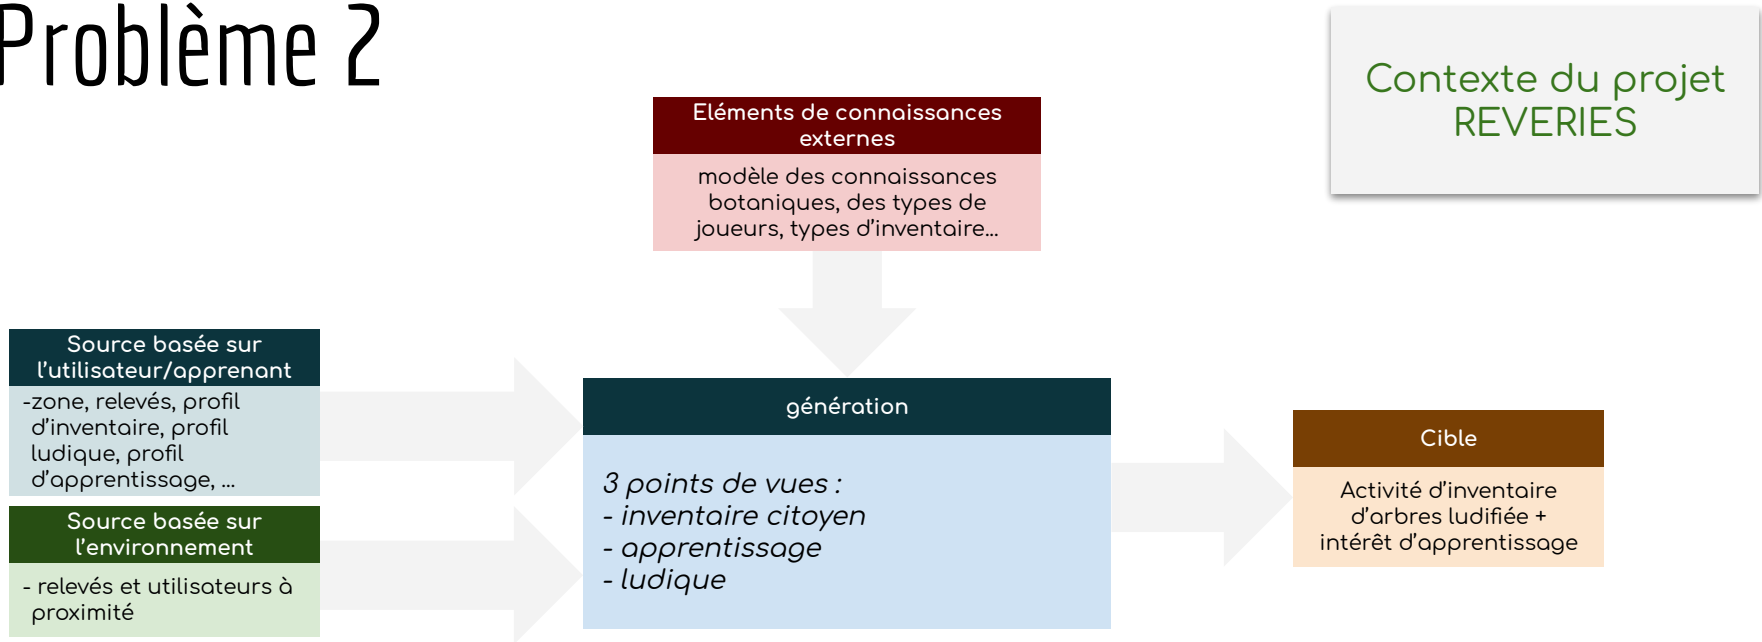 Problème 2
Contexte du projet
REVERIES
Eléments de connaissances
externes
modèle des connaissances
botaniques, des types de
joueurs, types d'inventaire...
Source basée sur
l'utilisateur/apprenant
-zone, relevés, profil
d'inventaire, profil
ludique, profil
d'apprentissage, ...
Source basée sur
l'environnement
- relevés et utilisateurs à
proximité
génération
3 points de vues :
- inventaire citoyen
- apprentissage
- ludique
Cible
Activité d'inventaire
d'arbres ludifiée +
intérêt d'apprentissage